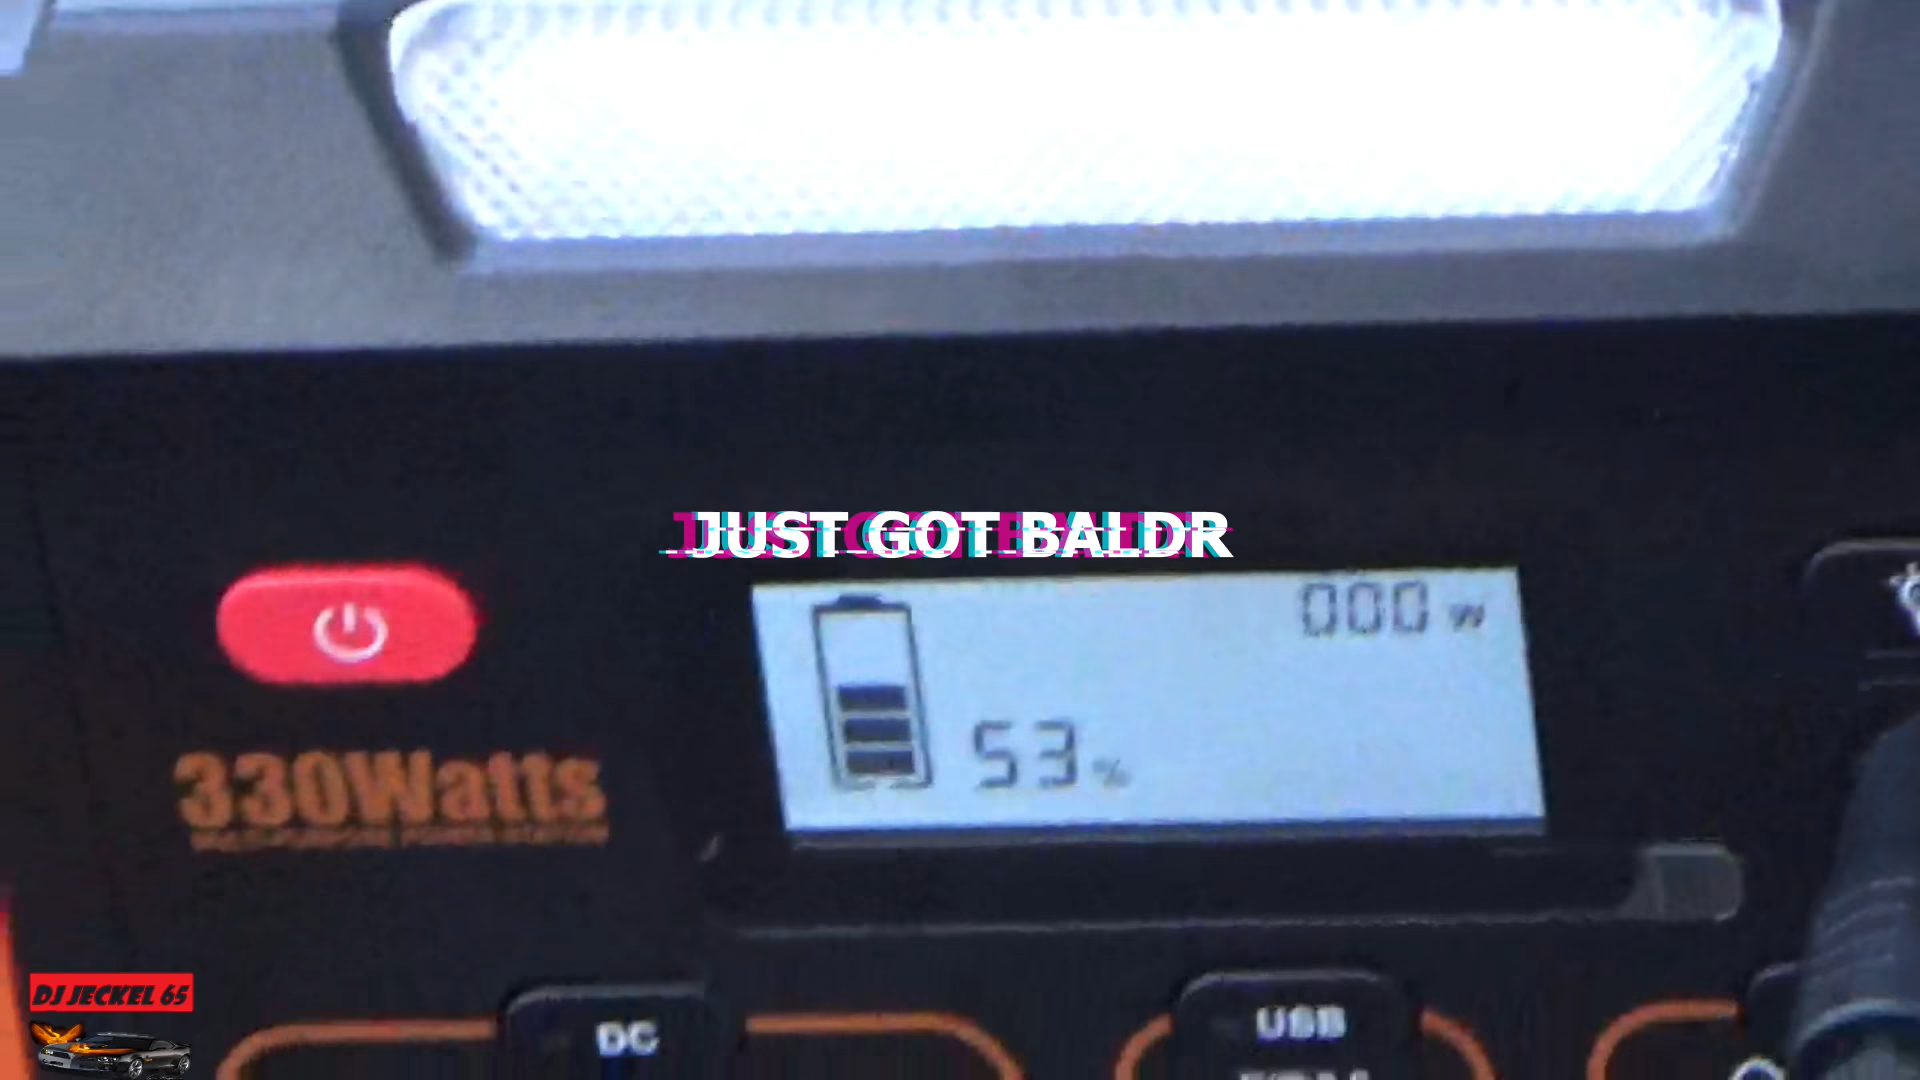 JUST GOT BALDR
000 W
53 %
330Watts
DJ JECKEL 65
DC
USB